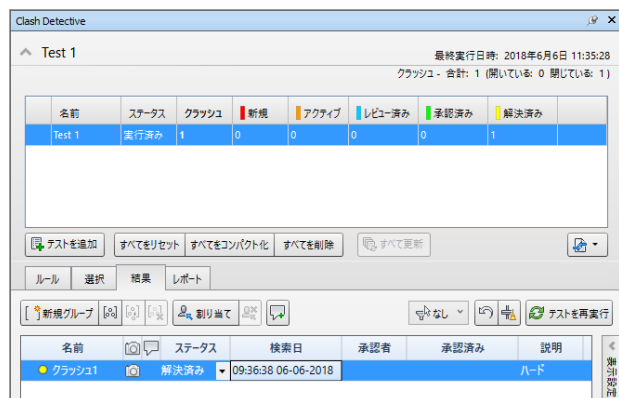 Clash Detective
Test 1
最終実行日時: 2018年6月6日 11:35:28
クラッシュ - 合計: 1 (開いている: 0 閉じている: 1)
名前 ステータス クラッシュ 新規 アクティブ レビュー済み 承認済み 解決済み
Test 1 実行済み 1 0 0 0 0 1
テストを追加 すべてをリセット すべてをコンパクト化 すべてを削除 すべて更新
ルール 選択 結果 レポート
新規グループ 割り当て なし テストを再実行
名前 ステータス 検索日 承認者 承認済み 説明
クラッシュ1 解決済み 09:36:38 06-06-2018 ハード
表示設定